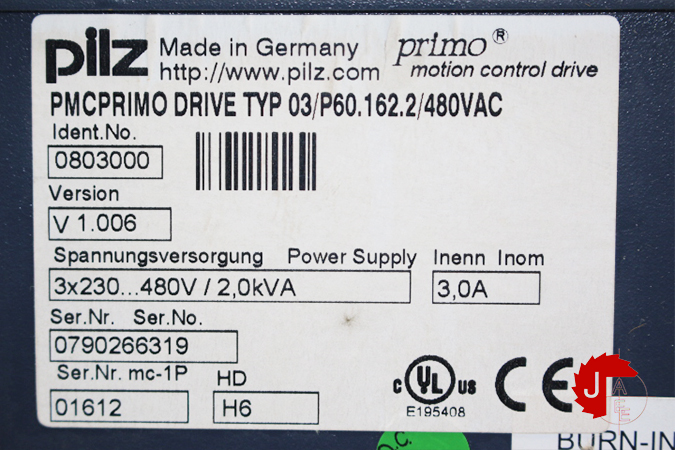 pilz Made in Germany primo®
http://www.pilz.com motion control drive
PMCPRIMO DRIVE TYP 03/P60.162.2/480VAC
Ident.No.
0803000
Version
V 1.006
Spannungsversorgung Power Supply Inenn Inom
3x230...480V / 2,0kVA 3,0A
Ser.Nr. Ser.No.
0790266319
Ser.Nr. mc-1P HD
01612 H6
c UL US
E195408
CE
J
BURN-IN